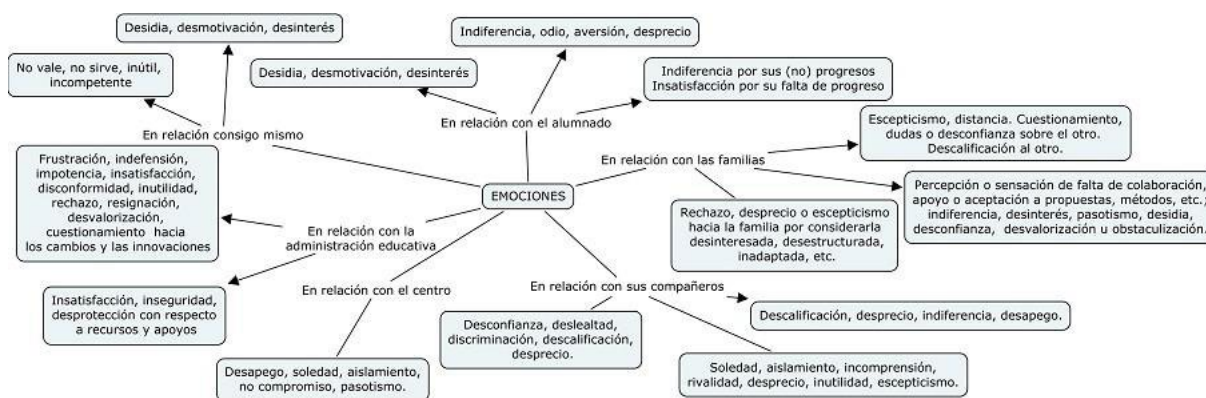 Desidia, desmotivación, desinterés
No vale, no sirve, inútil,
incompetente
En relación consigo mismo
Indiferencia, odio, aversión, desprecio
Desidia, desmotivación, desinterés
Indiferencia por sus (no) progresos
Insatisfacción por su falta de progreso
En relación con el alumnado
Escepticismo, distancia. Cuestionamiento,
dudas o desconfianza sobre el otro.
Descalificación al otro.
En relación con las familias
Percepción o sensación de falta de colaboración,
apoyo o aceptación a propuestas, métodos, etc.;
indiferencia, desinterés, pasotismo, desidia,
desconfianza, desvalorización u obstaculización.
Rechazo, desprecio o escepticismo
hacia la familia por considerarla
desinteresada, desestructurada,
inadaptada, etc.
EMOCIONES
Frustración, indefensión,
impotencia, insatisfacción,
disconformidad, inutilidad,
rechazo, resignación,
desvalorización,
cuestionamiento hacia
los cambios y las innovaciones
En relación con la
administración educativa
Insatisfacción, inseguridad,
desprotección con respecto
a recursos y apoyos
En relación con el centro
Desapego, soledad, aislamiento,
no compromiso, pasotismo.
En relación con sus compañeros
Desconfianza, deslealtad,
discriminación, descalificación,
desprecio.
Descalificación, desprecio, indiferencia, desapego.
Soledad, aislamiento, incomprensión,
rivalidad, desprecio, inutilidad, escepticismo.